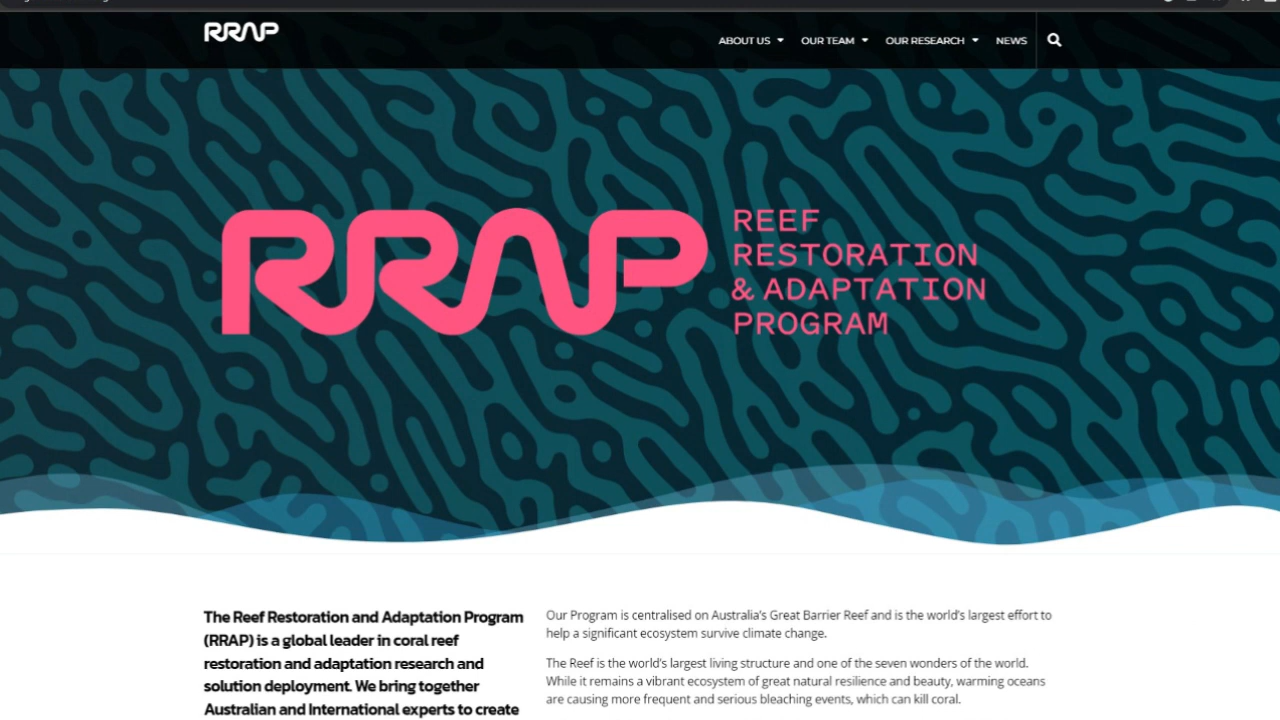 RRAP
ABOUT US
OUR TEAM
OUR RESEARCH
NEWS
RRAP
REEF
RESTORATION
& ADAPTATION
PROGRAM
The Reef Restoration and Adaptation Program
(RRAP) is a global leader in coral reef
restoration and adaptation research and
solution deployment. We bring together
Australian and International experts to create
Our Program is centralised on Australia’s Great Barrier Reef and is the world’s largest effort to
help a significant ecosystem survive climate change.
The Reef is the world’s largest living structure and one of the seven wonders of the world.
While it remains a vibrant ecosystem of great natural resilience and beauty, warming oceans
are causing more frequent and serious bleaching events, which can kill coral.